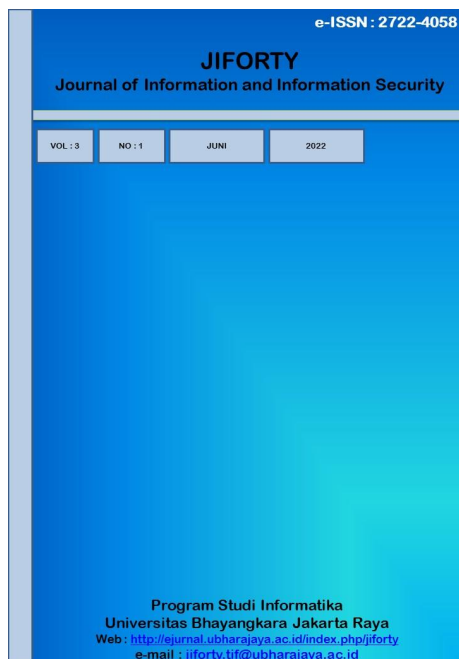 e-ISSN : 2722-4058
JIFORTY
Journal of Information and Information Security
VOL : 3
NO : 1
JUNI
2022
Program Studi Informatika
Universitas Bhayangkara Jakarta Raya
Web : http://ejurnal.ubharajaya.ac.id/index.php/jiforty
e-mail : jiforty.tif@ubharajaya.ac.id